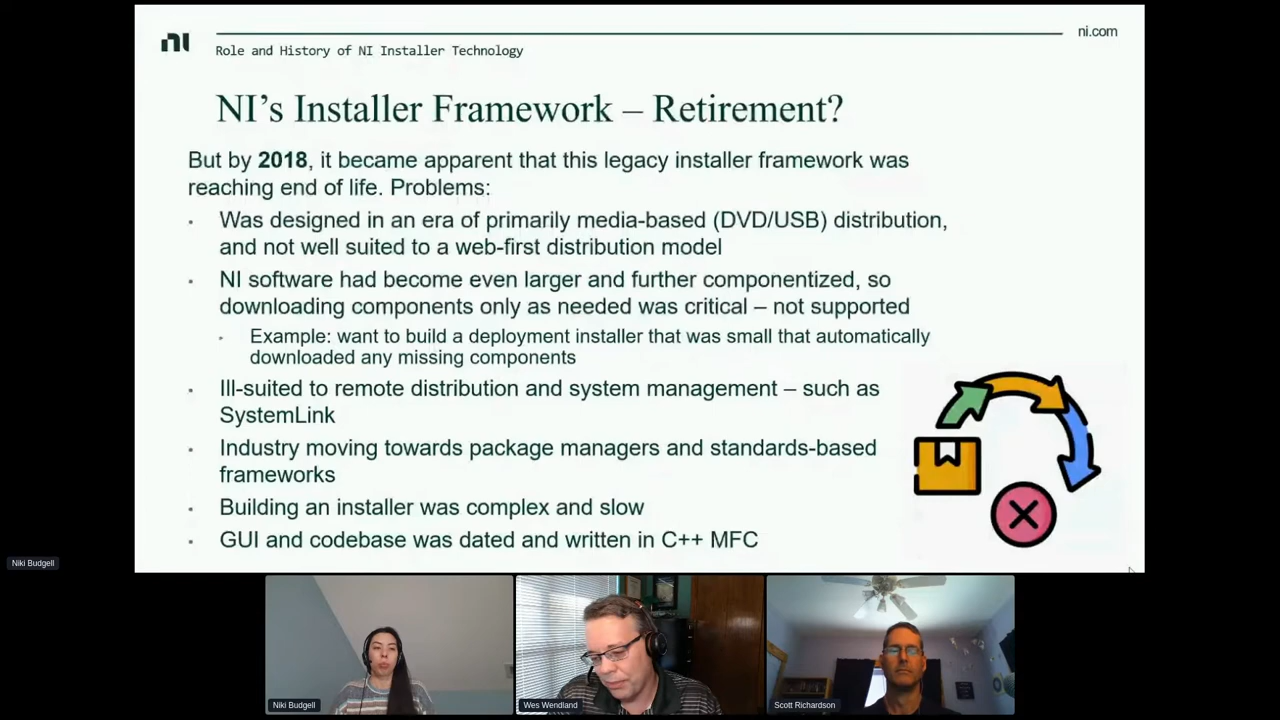 ni
ni.com
Role and History of NI Installer Technology
NI’s Installer Framework – Retirement?
But by 2018, it became apparent that this legacy installer framework was
reaching end of life. Problems:
Was designed in an era of primarily media-based (DVD/USB) distribution,
and not well suited to a web-first distribution model
NI software had become even larger and further componentized, so
downloading components only as needed was critical – not supported
Example: want to build a deployment installer that was small that automatically
downloaded any missing components
Ill-suited to remote distribution and system management – such as
SystemLink
Industry moving towards package managers and standards-based
frameworks
Building an installer was complex and slow
GUI and codebase was dated and written in C++ MFC
Niki Budgell
Niki Budgell
Wes Wendland
Scott Richardson